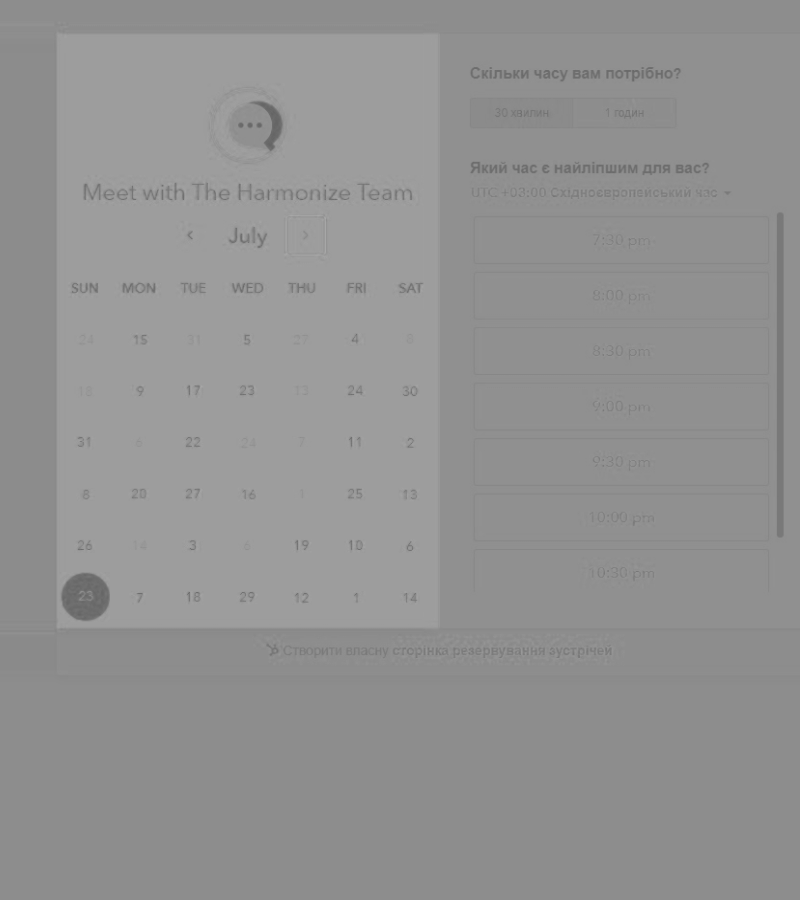 Meet with The Harmonize Team
July
SUN MON TUE WED THU FRI SAT
24 15 31 5 27 4
9 17 23 24 30
31 6 22 24 7 11 2
8 20 27 16 1 25 13
26 14 3 6 19 10 6
23 7 18 29 12 1 14
Скільки часу вам потрібно?
30 хвилин 1 годин
Який час є найліпшим для вас?
UTC +03:00 Східноєвропейський час
7:30 pm
8:00 pm
8:30 pm
9:00 pm
9:30 pm
10:00 pm
10:30 pm
Створити власну сторінка резервування зустрічей